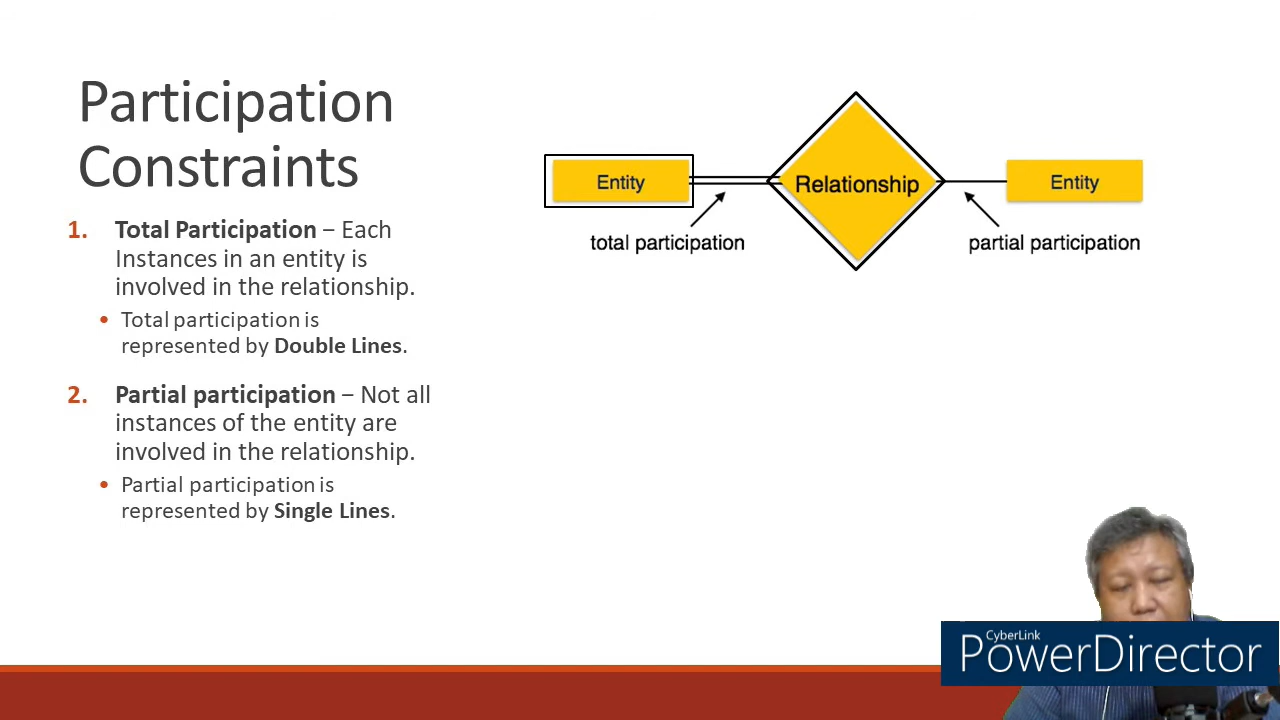 Participation
Constraints
1. Total Participation – Each
Instances in an entity is
involved in the relationship.
• Total participation is
represented by Double Lines.
2. Partial participation – Not all
instances of the entity are
involved in the relationship.
• Partial participation is
represented by Single Lines.
Entity
Relationship
Entity
total participation
partial participation
CyberLink
PowerDirector